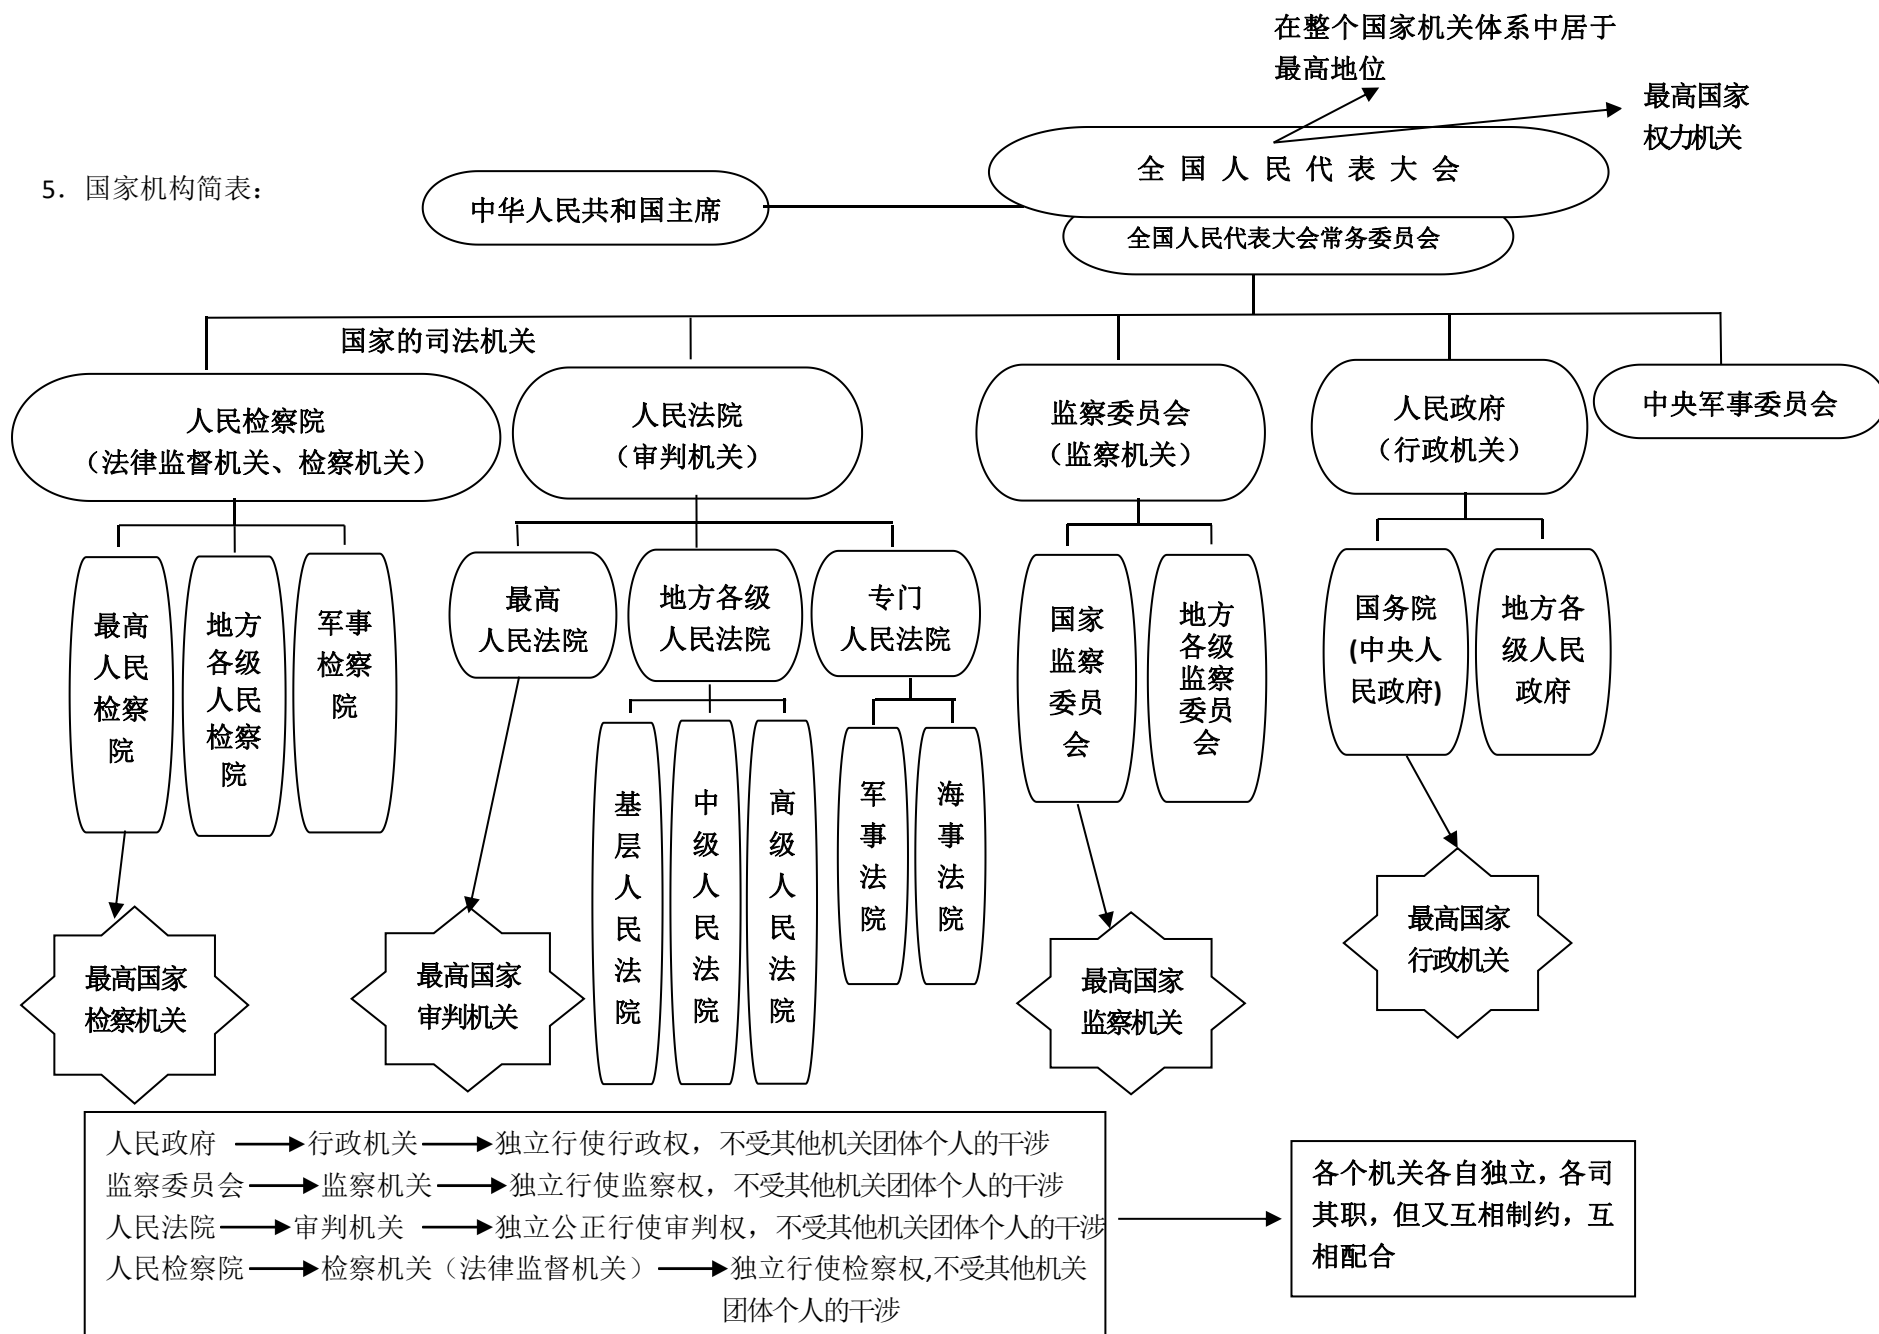 在整个国家机关体系中居于
最高地位
最高国家
权力机关
5. 国家机构简表：
中华人民共和国主席
全国人民代表大会
全国人民代表大会常务委员会
国家的司法机关
人民检察院
（法律监督机关、检察机关）
人民法院
（审判机关）
监察委员会
（监察机关）
人民政府
（行政机关）
中央军事委员会
最高
人民
检察
院
地方
各级
人民
检察
院
军事
检察
院
最高
人民法院
地方各级
人民法院
专门
人民法院
国家
监察
委员
会
地方
各级
监察
委员
会
国务院
(中央人
民政府)
地方各
级人民
政府
基
层
人
民
法
院
中
级
人
民
法
院
高
级
人
民
法
院
军
事
法
院
海
事
法
院
最高国家
检察机关
最高国家
审判机关
最高国家
监察机关
最高国家
行政机关
人民政府 行政机关 独立行使行政权，不受其他机关团体个人的干涉
监察委员会 监察机关 独立行使监察权，不受其他机关团体个人的干涉
人民法院 审判机关 独立公正行使审判权，不受其他机关团体个人的干涉
人民检察院 检察机关（法律监督机关） 独立行使检察权,不受其他机关
团体个人的干涉
各个机关各自独立，各司
其职，但又互相制约，互
相配合